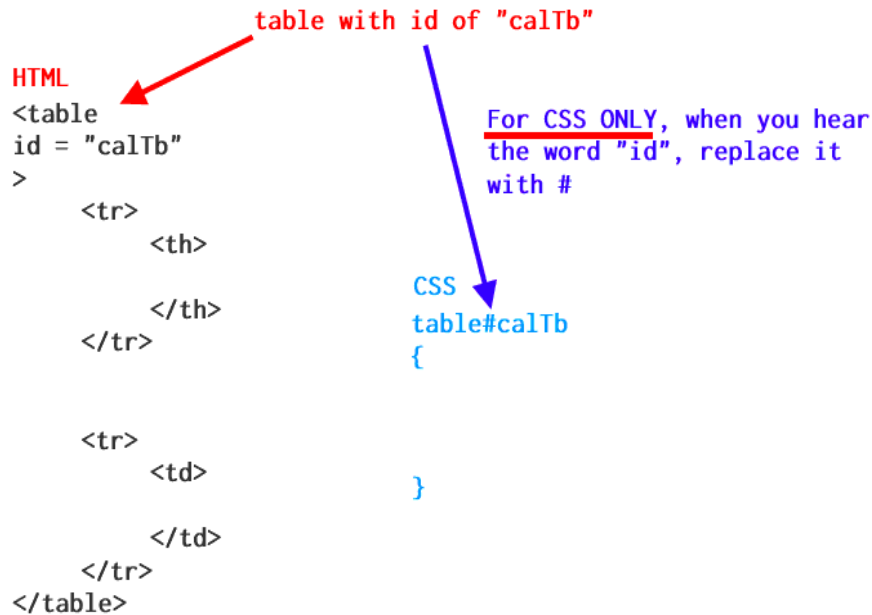 table with id of "calTb"
HTML
<table
id = "calTb"
>
<tr>
<th>
</th>
</tr>
<tr>
<td>
</td>
</tr>
</table>
For CSS ONLY, when you hear
the word "id", replace it
with #
CSS
table#calTb
{
}